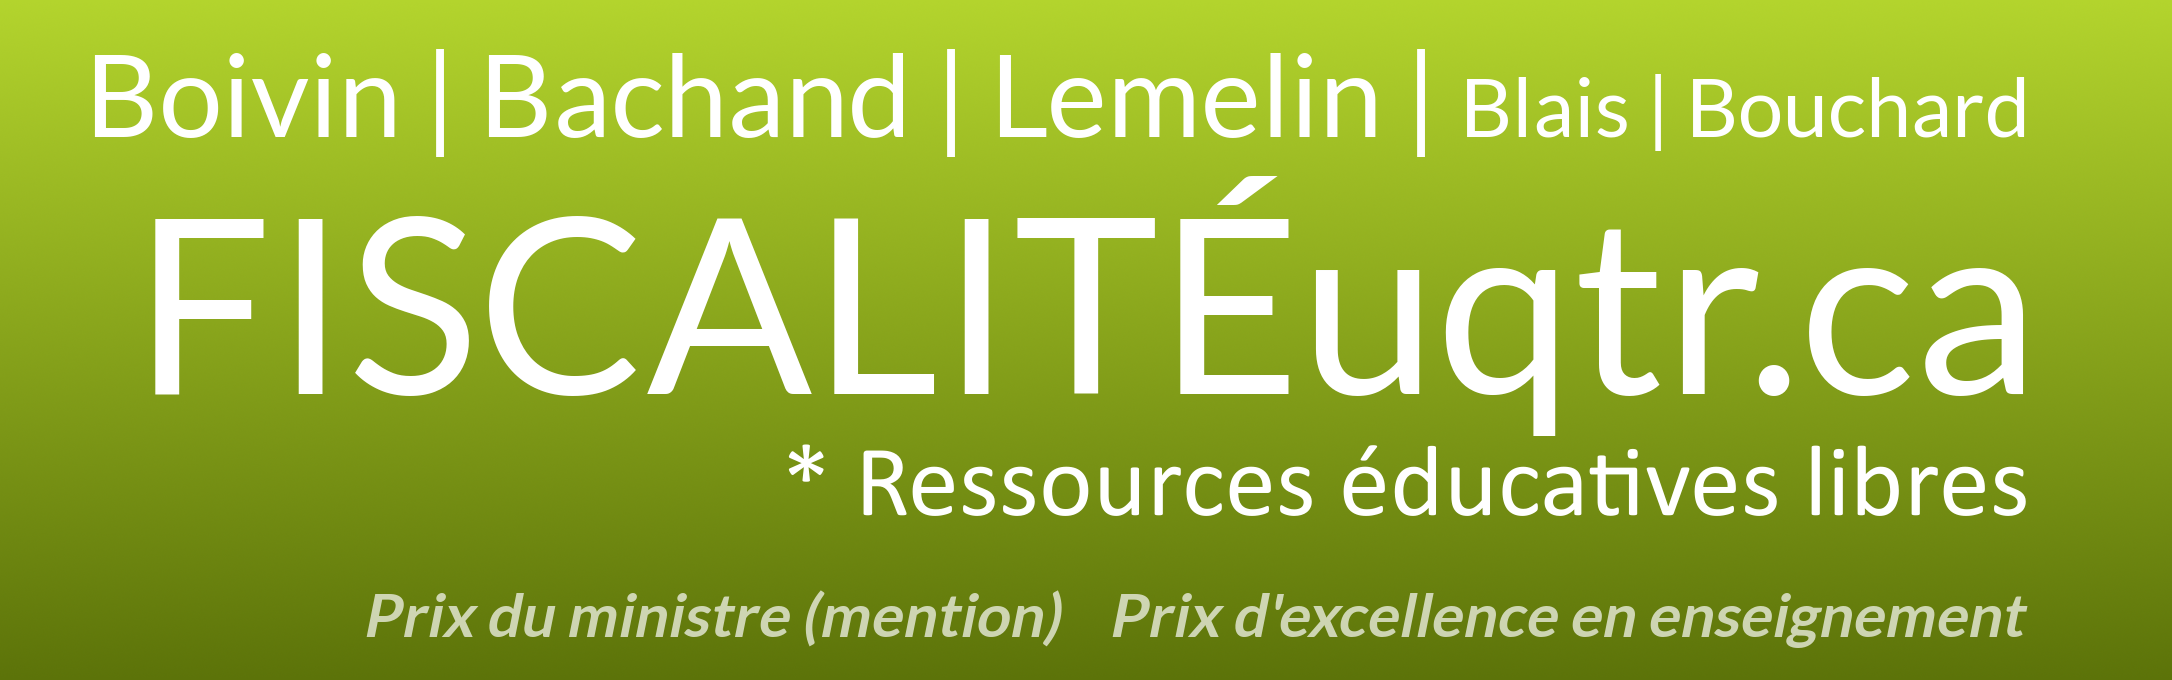 Boivin | Bachand | Lemelin | Blais | Bouchard
FISCALITÉuqtr.ca
* Ressources éducatives libres
Prix du ministre (mention) Prix d'excellence en enseignement